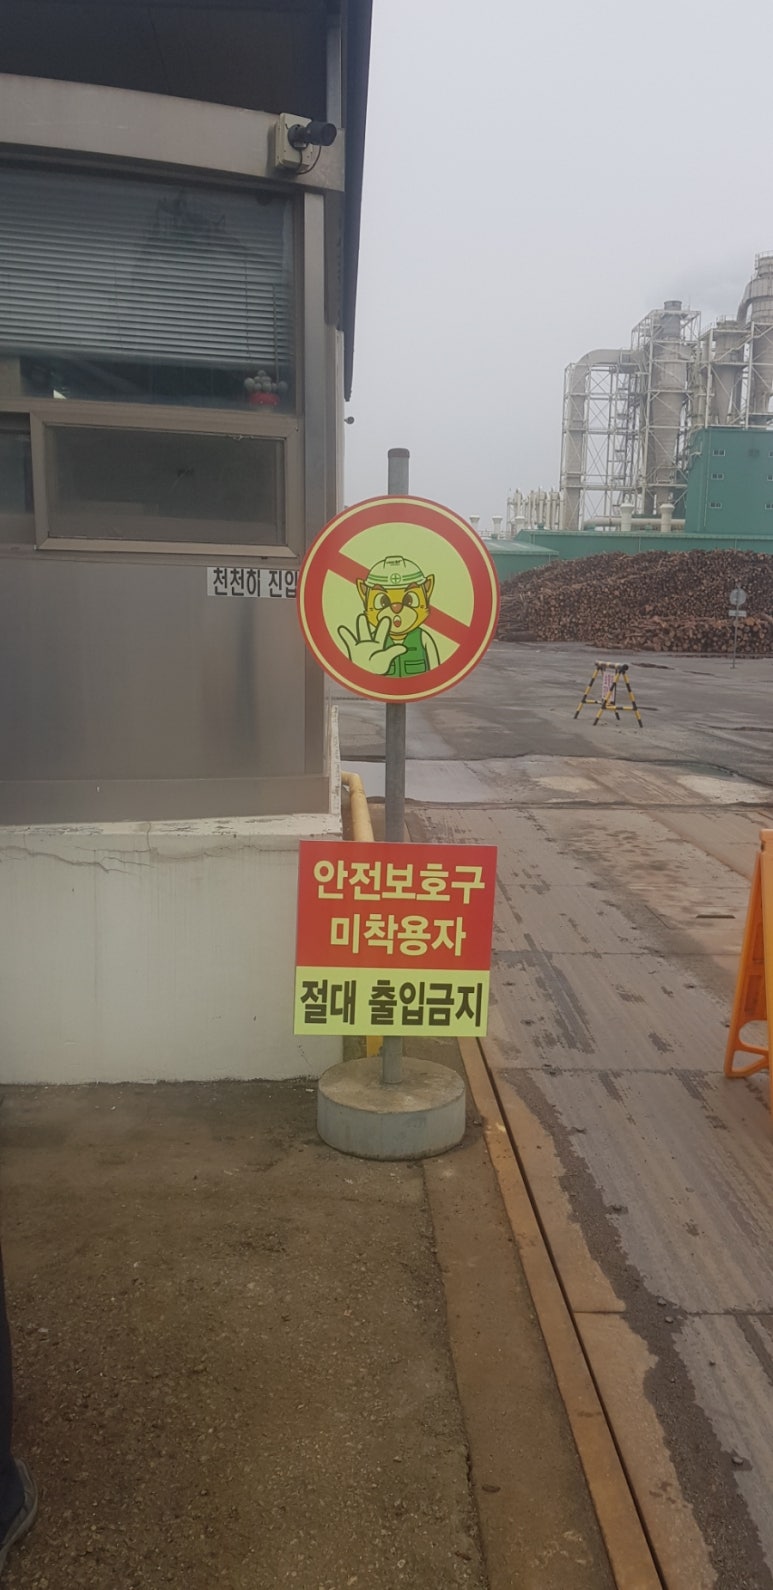 천천히 진입
안전보호구
미착용자
절대 출입금지